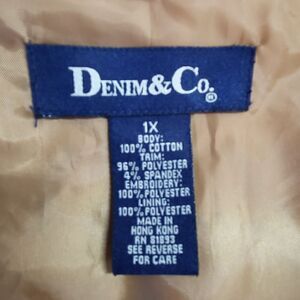 DENIM&CO.®
1X
BODY:
100% COTTON
TRIM:
96% POLYESTER
4% SPANDEX
EMBROIDERY:
100% POLYESTER
LINING:
100% POLYESTER
MADE IN
HONG KONG
RN 81893
SEE REVERSE
FOR CARE